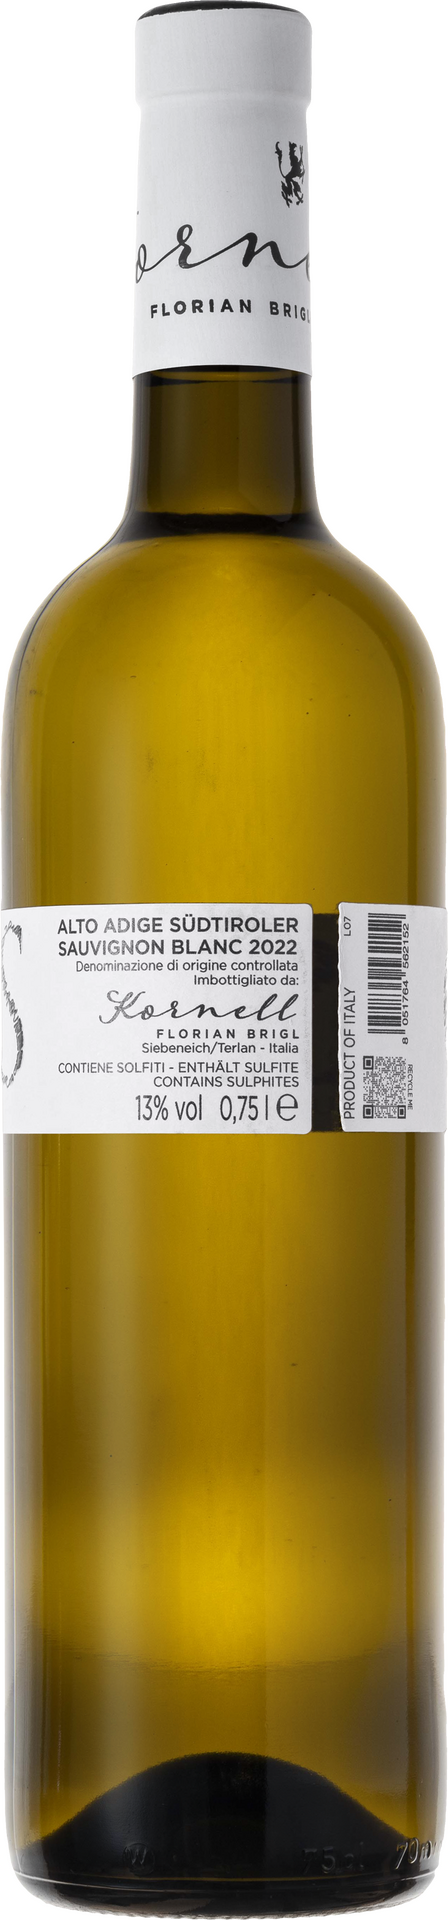 FLORIAN BRIGL
S
ALTO ADIGE SÜDTIROLER
SAUVIGNON BLANC 2022
Denominazione di origine controllata
Imbottigliato da:
Kornell
FLORIAN BRIGL
Siebeneich/Terlan - Italia
CONTIENE SOLFITI - ENTHÄLT SULFITE
CONTAINS SULPHITES
13% vol 0,75 l e
PRODUCT OF ITALY
L07
8 051764 562152
RECYCLE ME
75cl 70m